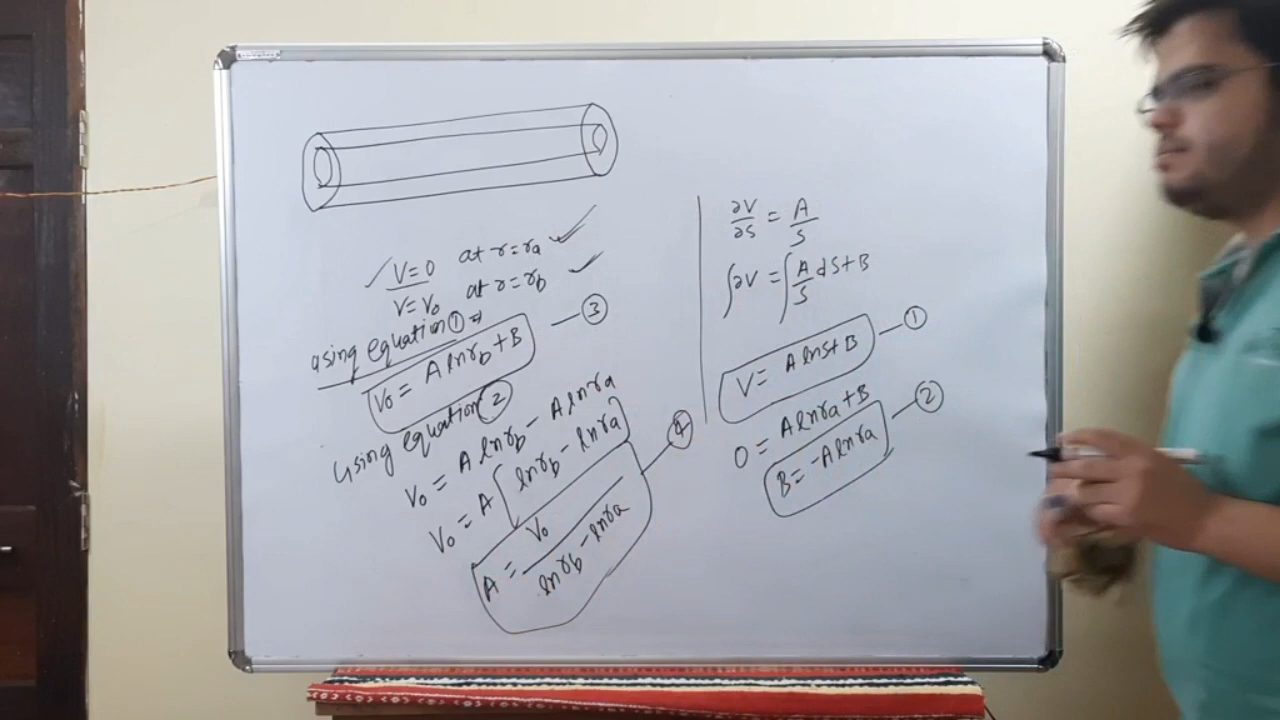 V=0 at r=ra
V=V₀ at r=rb
using equation ① ⇒
V₀ = A ln rb + B — ③
Using equation ②
V₀ = A ln rb - A ln ra
V₀ = A [ln rb - ln ra]
A = V₀ / ln rb - ln ra — ④
∂V/∂S = A/S
∫∂V = ∫A/S dS + B
V = A ln S + B — ①
0 = A ln ra + B
B = -A ln ra — ②